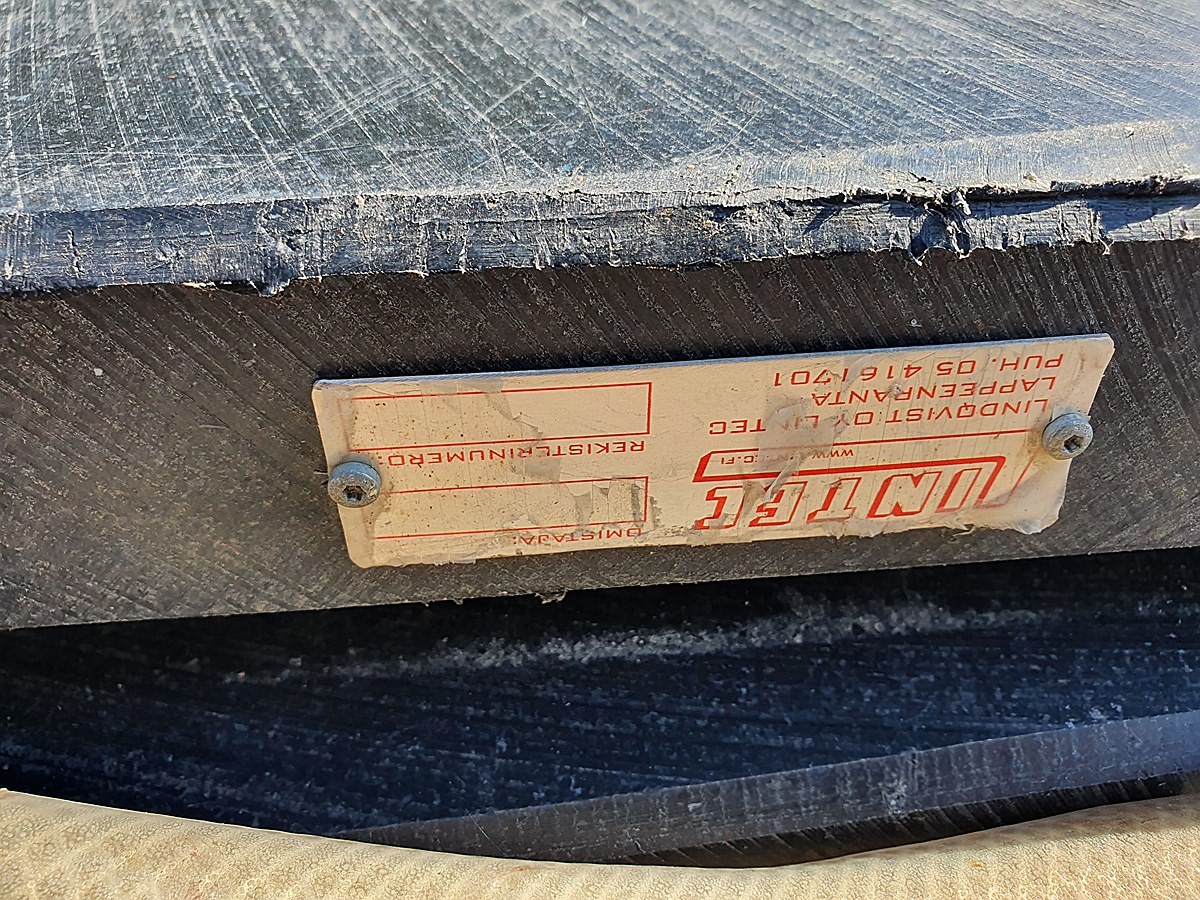 LINTEC
LINDQVIST OY LINTEC
LAPPEENRANTA
PUH. 05 4161701
OMISTAJA:
REKISTERINUMERO: